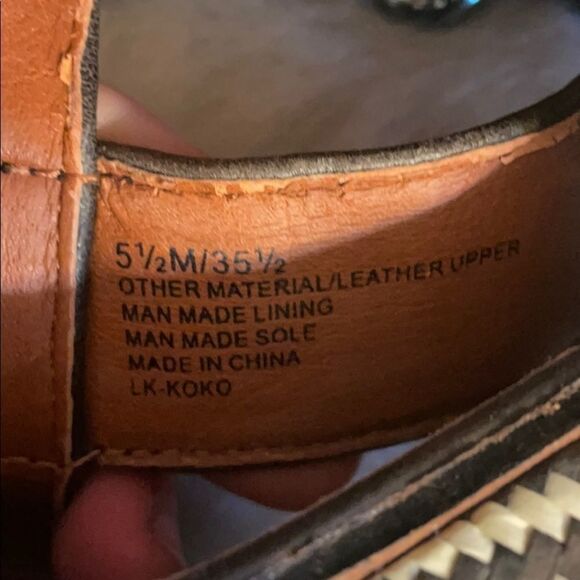 5½M/35½
OTHER MATERIAL/LEATHER UPPER
MAN MADE LINING
MAN MADE SOLE
MADE IN CHINA
LK-KOKO